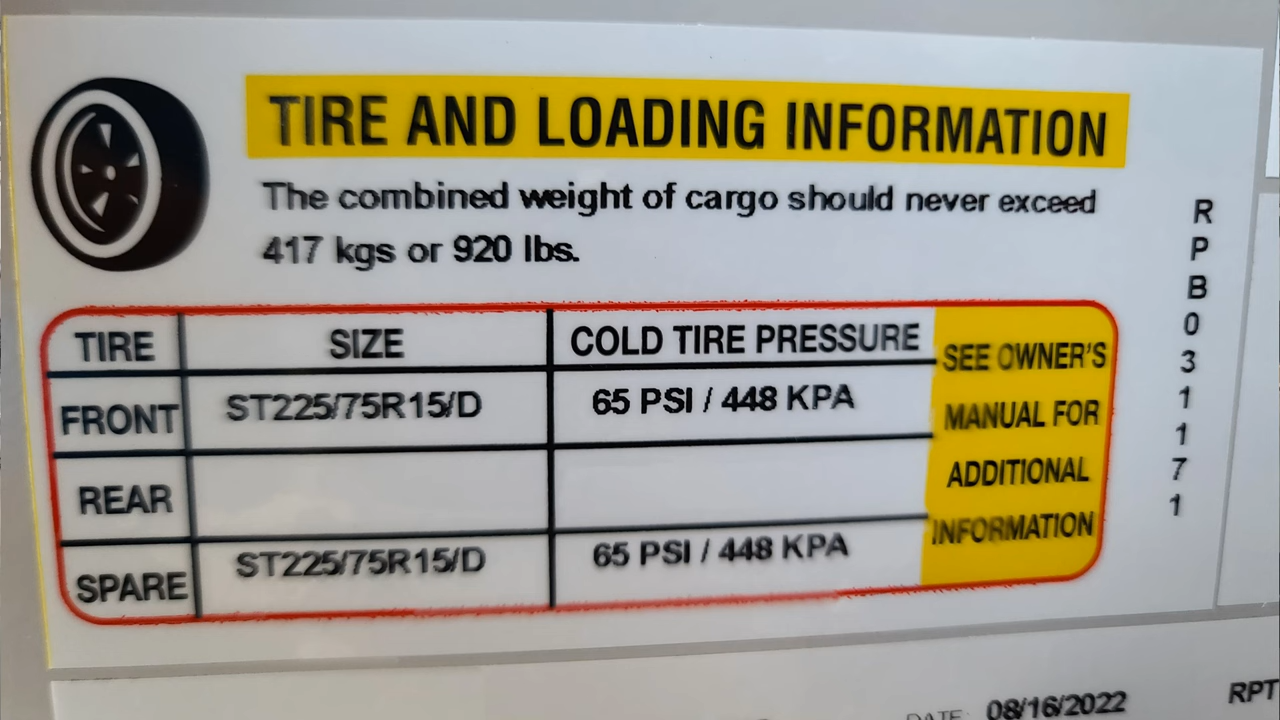 TIRE AND LOADING INFORMATION
The combined weight of cargo should never exceed
417 kgs or 920 lbs.
TIRE SIZE COLD TIRE PRESSURE
FRONT ST225/75R15/D 65 PSI / 448 KPA
REAR
SPARE ST225/75R15/D 65 PSI / 448 KPA
SEE OWNER'S
MANUAL FOR
ADDITIONAL
INFORMATION
RPB031171
DATE: 08/16/2022 RPT